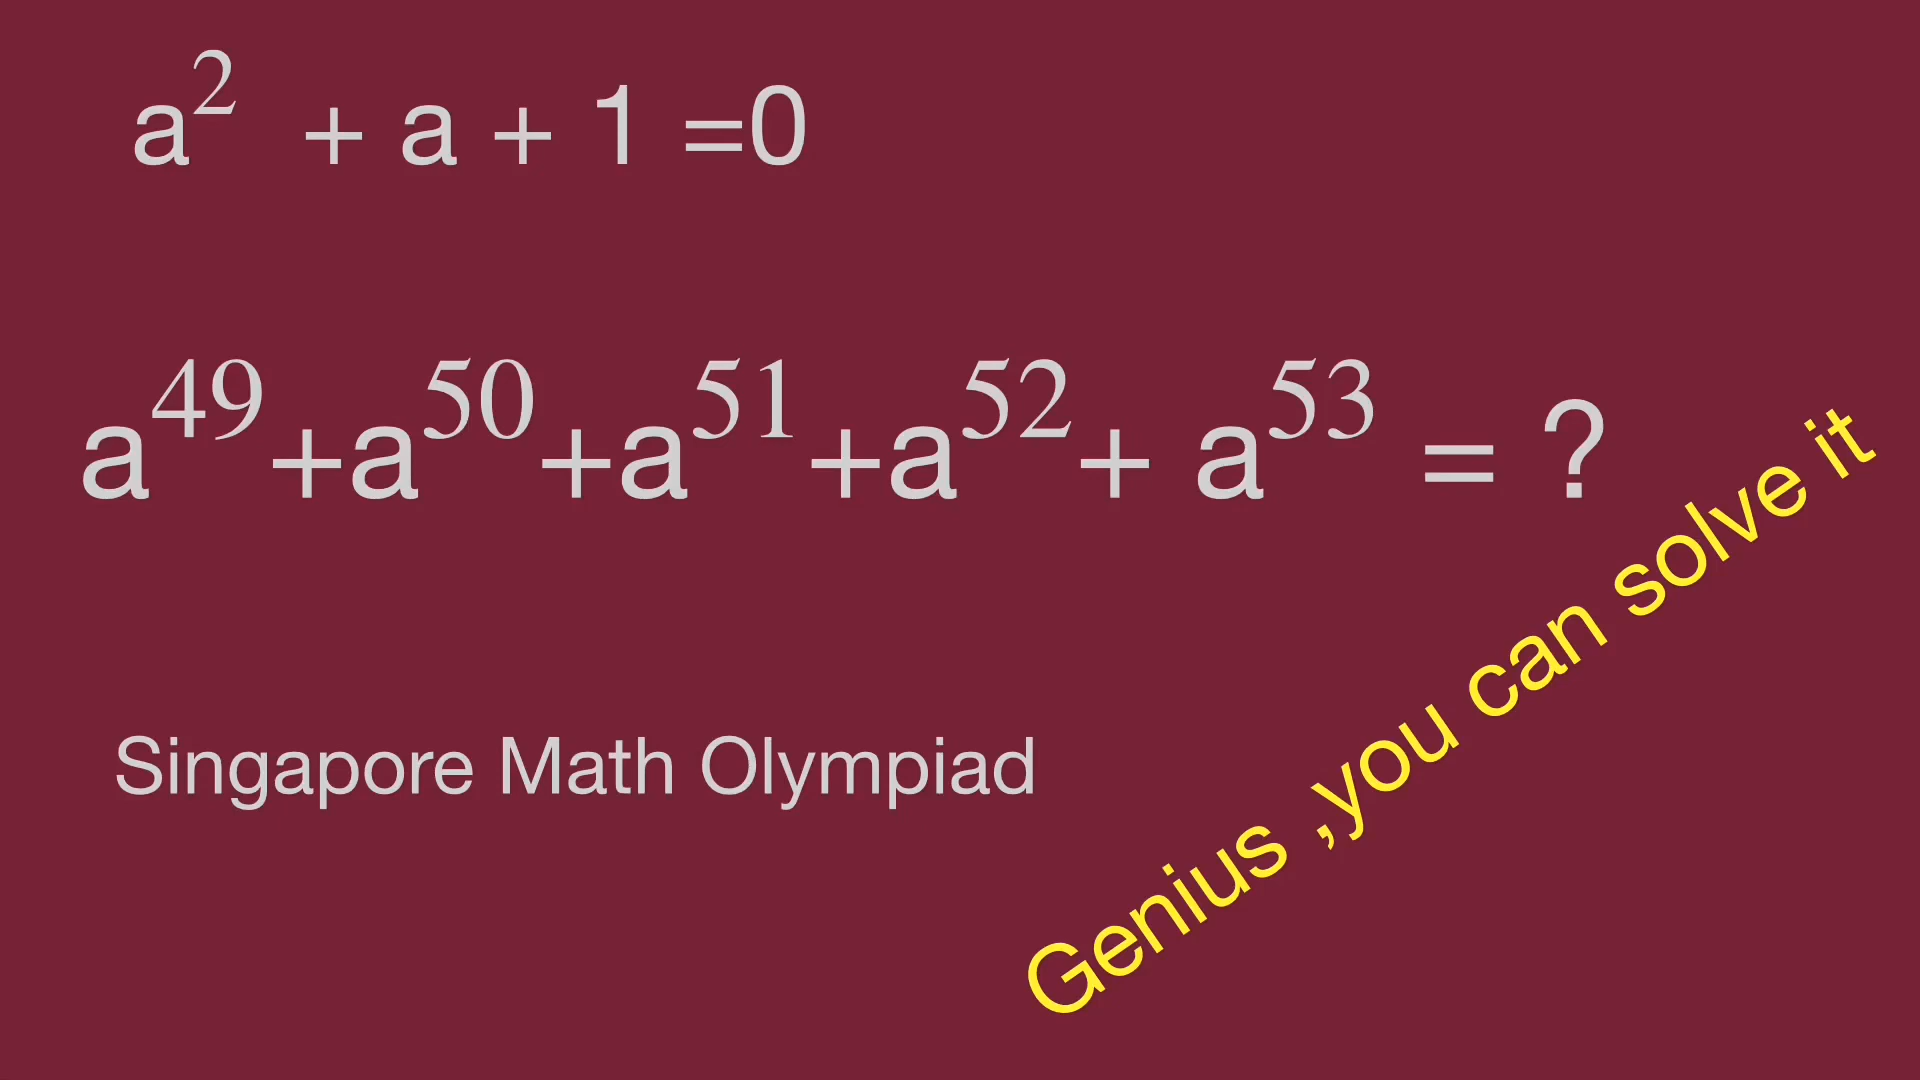 a² + a + 1 =0
a⁴⁹+a⁵⁰+a⁵¹+a⁵²+ a⁵³ = ?
Genius ,you can solve it
Singapore Math Olympiad